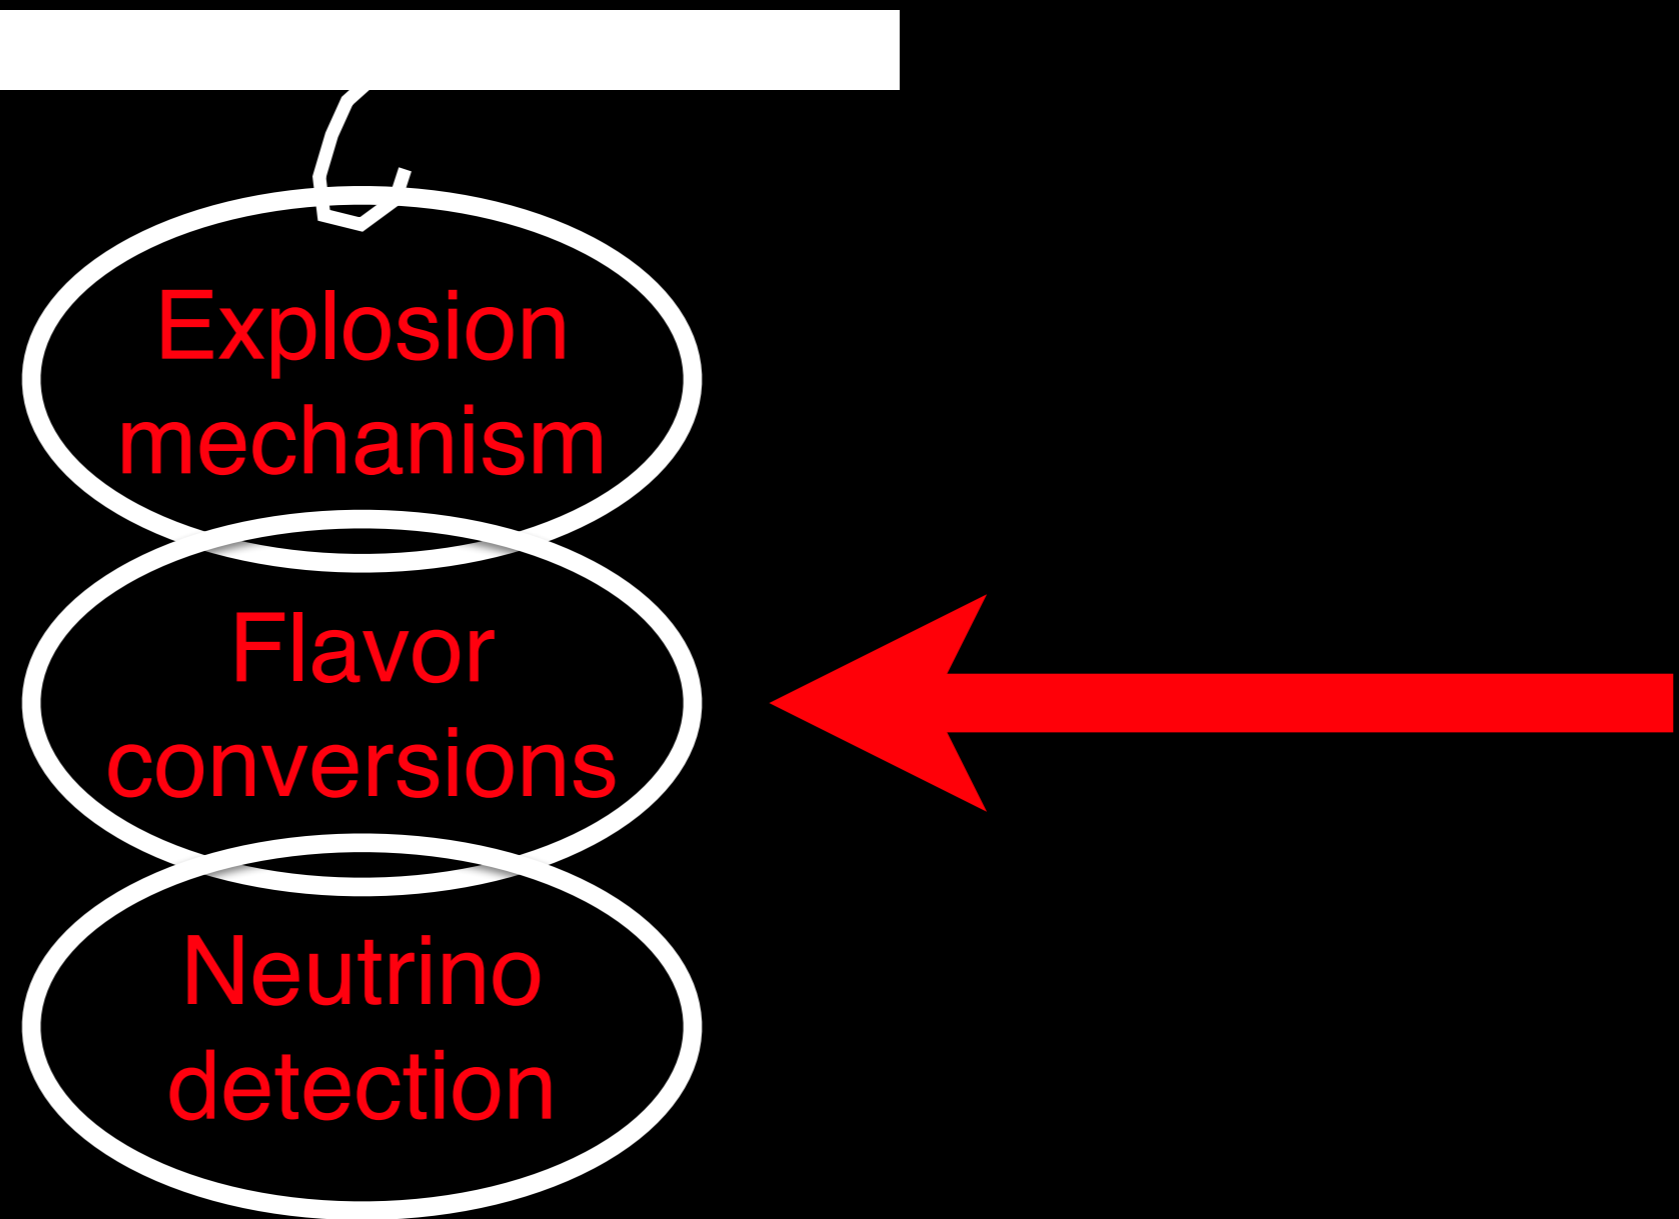 Explosion
mechanism
Flavor
conversions
Neutrino
detection